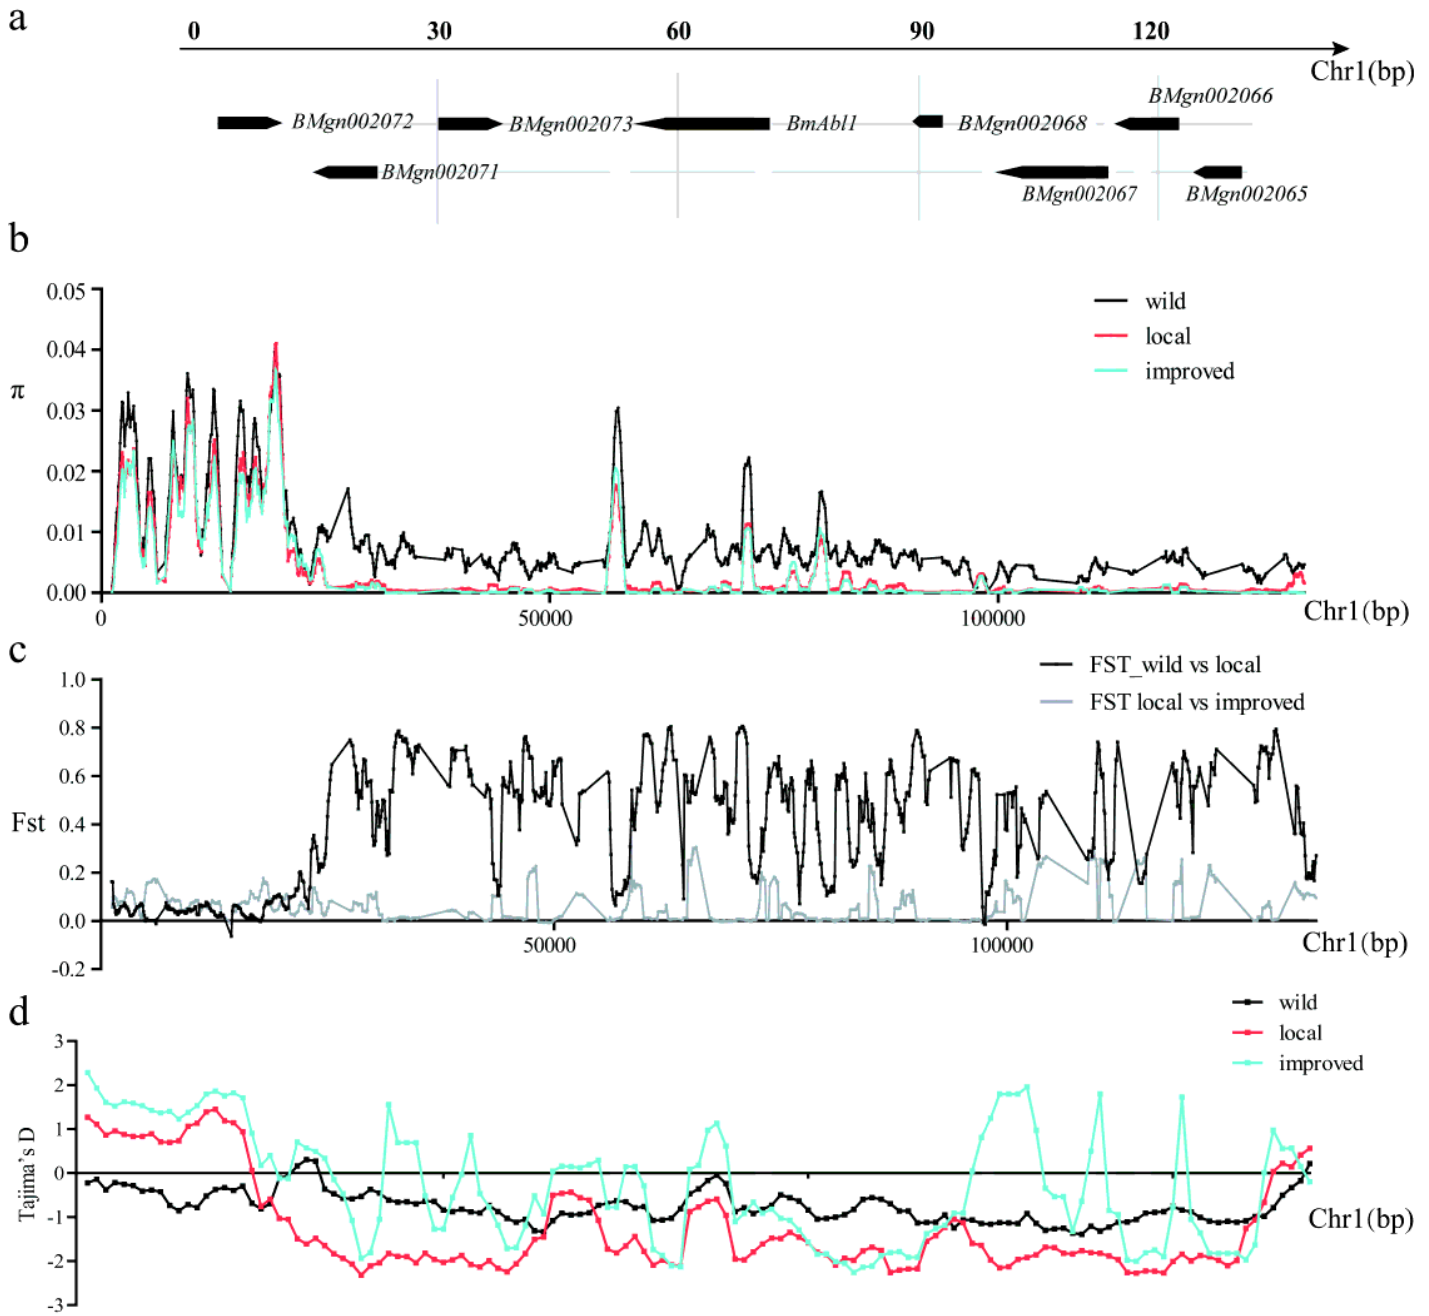 a
0 30 60 90 120
Chr1(bp)
BMgn002066
BMgn002072 BMgn002073 BmAbl1 BMgn002068
BMgn002071
BMgn002067 BMgn002065
b
0.05
0.04
0.03
0.02
0.01
0.00
π
wild
local
improved
0 50000 100000 Chr1(bp)
c
1.0
0.8
0.6
0.4
0.2
0.0
-0.2
Fst
FST_wild vs local
FST local vs improved
50000 100000 Chr1(bp)
d
3
2
1
0
-1
-2
-3
Tajima's D
wild
local
improved
Chr1(bp)